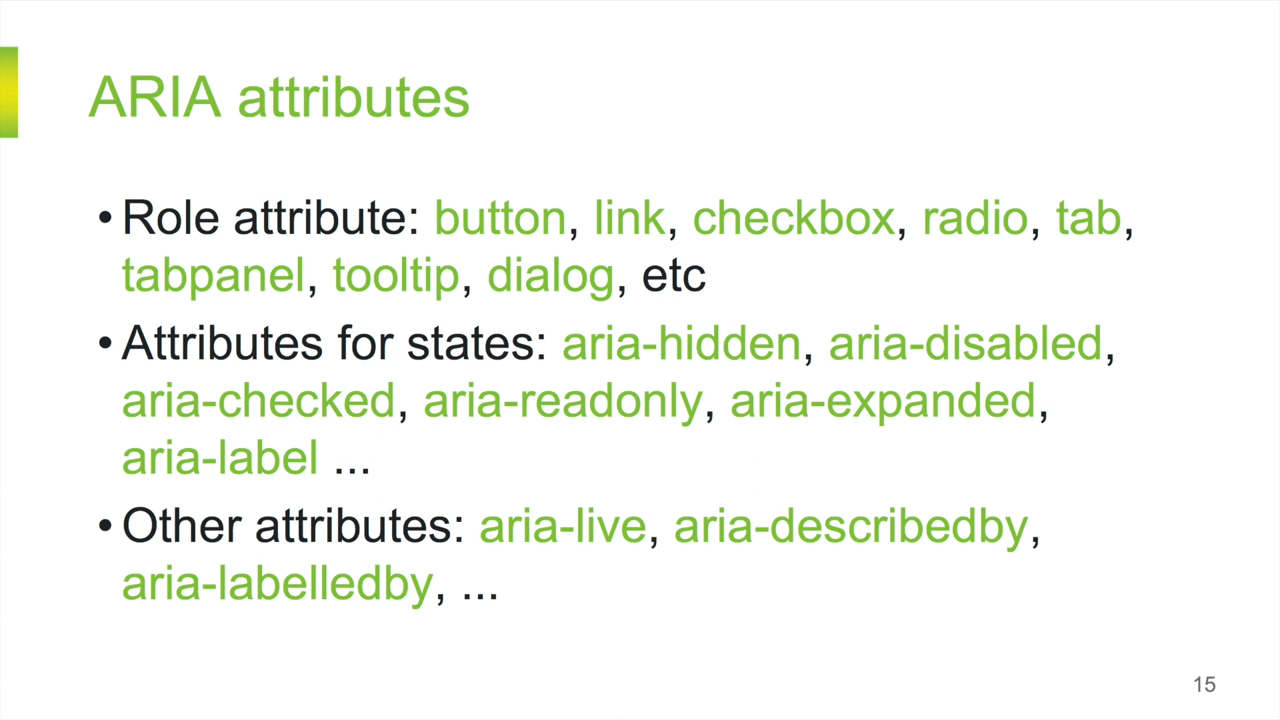 ARIA attributes
• Role attribute: button, link, checkbox, radio, tab,
tabpanel, tooltip, dialog, etc
• Attributes for states: aria-hidden, aria-disabled,
aria-checked, aria-readonly, aria-expanded,
aria-label ...
• Other attributes: aria-live, aria-describedby,
aria-labelledby, ...
15